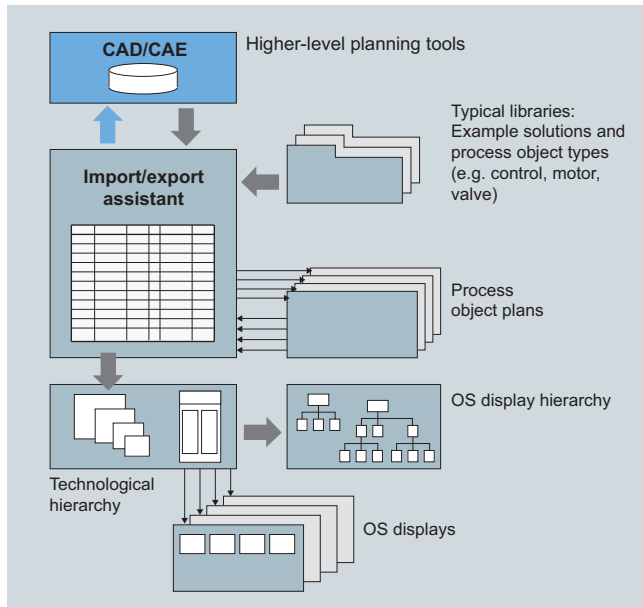 CAD/CAE
Higher-level planning tools
Typical libraries:
Example solutions and
process object types
(e.g. control, motor,
valve)
Import/export
assistant
Process
object plans
OS display hierarchy
Technological
hierarchy
OS displays